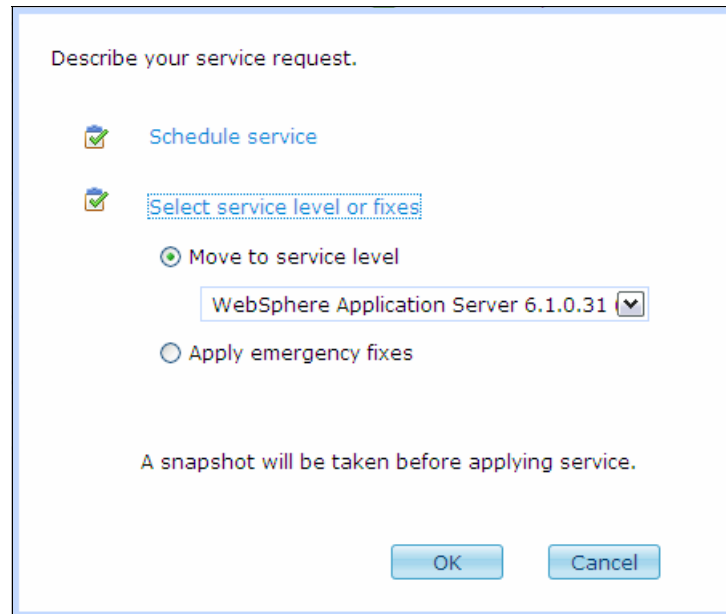 Describe your service request.
Schedule service
Select service level or fixes
Move to service level
WebSphere Application Server 6.1.0.31
Apply emergency fixes
A snapshot will be taken before applying service.
OK Cancel